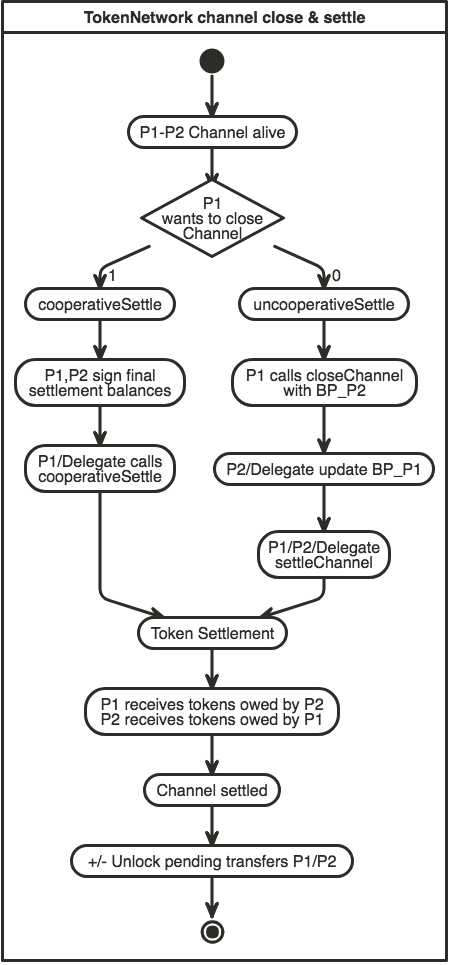 TokenNetwork channel close & settle
P1-P2 Channel alive
P1
wants to close
Channel
1
0
cooperativeSettle
uncooperativeSettle
P1,P2 sign final
settlement balances
P1 calls closeChannel
with BP_P2
P1/Delegate calls
cooperativeSettle
P2/Delegate update BP_P1
P1/P2/Delegate
settleChannel
Token Settlement
P1 receives tokens owed by P2
P2 receives tokens owed by P1
Channel settled
+/- Unlock pending transfers P1/P2